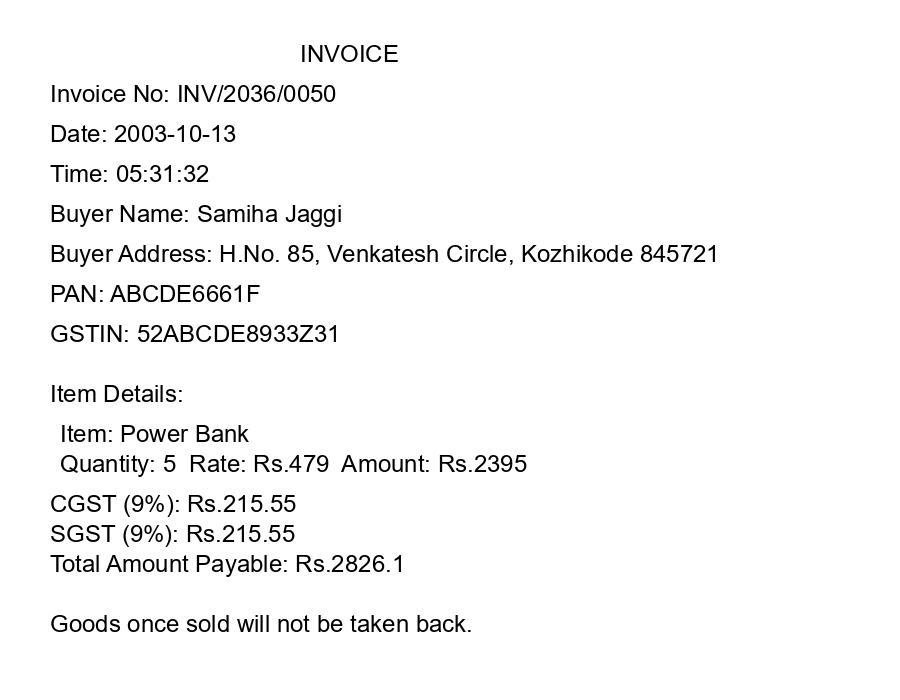 INVOICE
Invoice No: INV/2036/0050
Date: 2003-10-13
Time: 05:31:32
Buyer Name: Samiha Jaggi
Buyer Address: H.No. 85, Venkatesh Circle, Kozhikode 845721
PAN: ABCDE6661F
GSTIN: 52ABCDE8933Z31
Item Details:
Item: Power Bank
Quantity: 5  Rate: Rs.479  Amount: Rs.2395
CGST (9%): Rs.215.55
SGST (9%): Rs.215.55
Total Amount Payable: Rs.2826.1
Goods once sold will not be taken back.